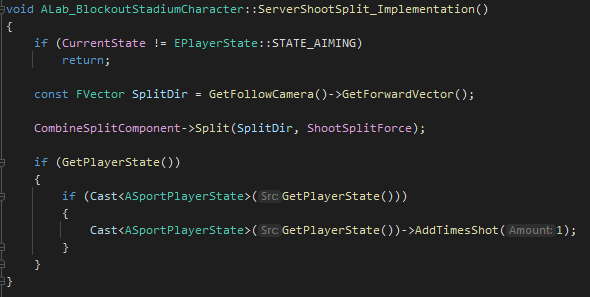 void ALab_BlockoutStadiumCharacter::ServerShootSplit_Implementation()
{
    if (CurrentState != EPlayerState::STATE_AIMING)
        return;
    const FVector SplitDir = GetFollowCamera()->GetForwardVector();
    CombineSplitComponent->Split(SplitDir, ShootSplitForce);
    if (GetPlayerState())
    {
        if (Cast<ASportPlayerState>(Src:GetPlayerState()))
        {
            Cast<ASportPlayerState>(Src:GetPlayerState())->AddTimesShot(Amount:1);
        }
    }
}